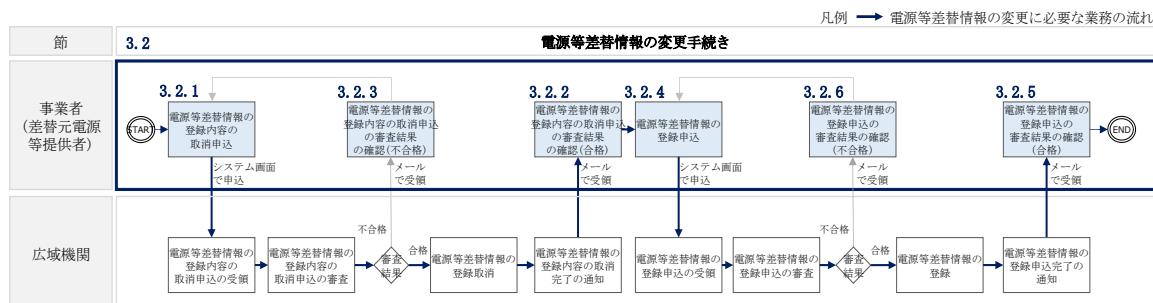 凡例 電源等差替情報の変更に必要な業務の流れ
節
3.2
電源等差替情報の変更手続き
事業者
(差替元電源
等提供者)
START
3.2.1
電源等差替情報の
登録内容の
取消申込
3.2.3
電源等差替情報の
登録内容の取消申込
の審査結果
の確認(不合格)
3.2.2
電源等差替情報の
登録内容の取消申込
の審査結果の
確認(合格)
3.2.4
電源等差替情報の
登録申込
3.2.6
電源等差替情報の
登録申込の
審査結果の確認
(不合格)
3.2.5
電源等差替情報の
登録申込の
審査結果の確認
(合格)
END
システム画面
で申込
メール
で受領
メール
で受領
システム画面
で申込
メール
で受領
メール
で受領
広域機関
電源等差替情報の
登録内容の
取消申込の受領
電源等差替情報の
登録内容の
取消申込の審査
不合格
審査
結果
合格
電源等差替情報の
登録取消
電源等差替情報の
登録内容の取消
完了の通知
電源等差替情報の
登録申込の受領
電源等差替情報の
登録申込の審査
不合格
審査
結果
合格
電源等差替情報の
登録
電源等差替情報の
登録申込完了の
通知